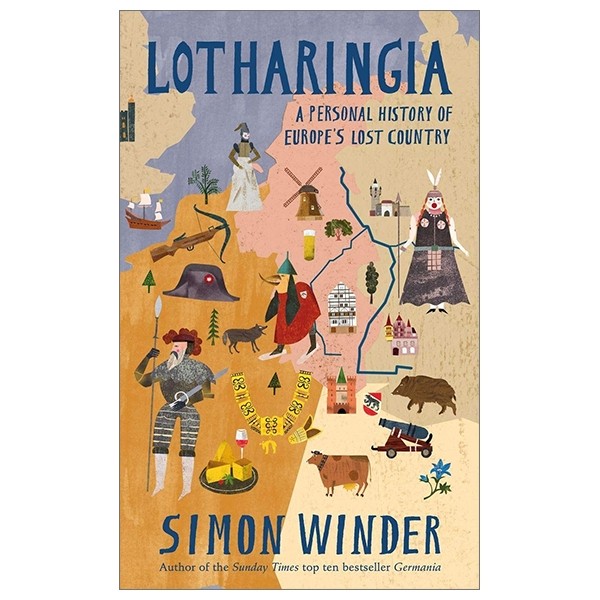 LOTHARINGIA
A PERSONAL HISTORY OF
EUROPE'S LOST COUNTRY
SIMON WINDER
Author of the Sunday Times top ten bestseller Germania